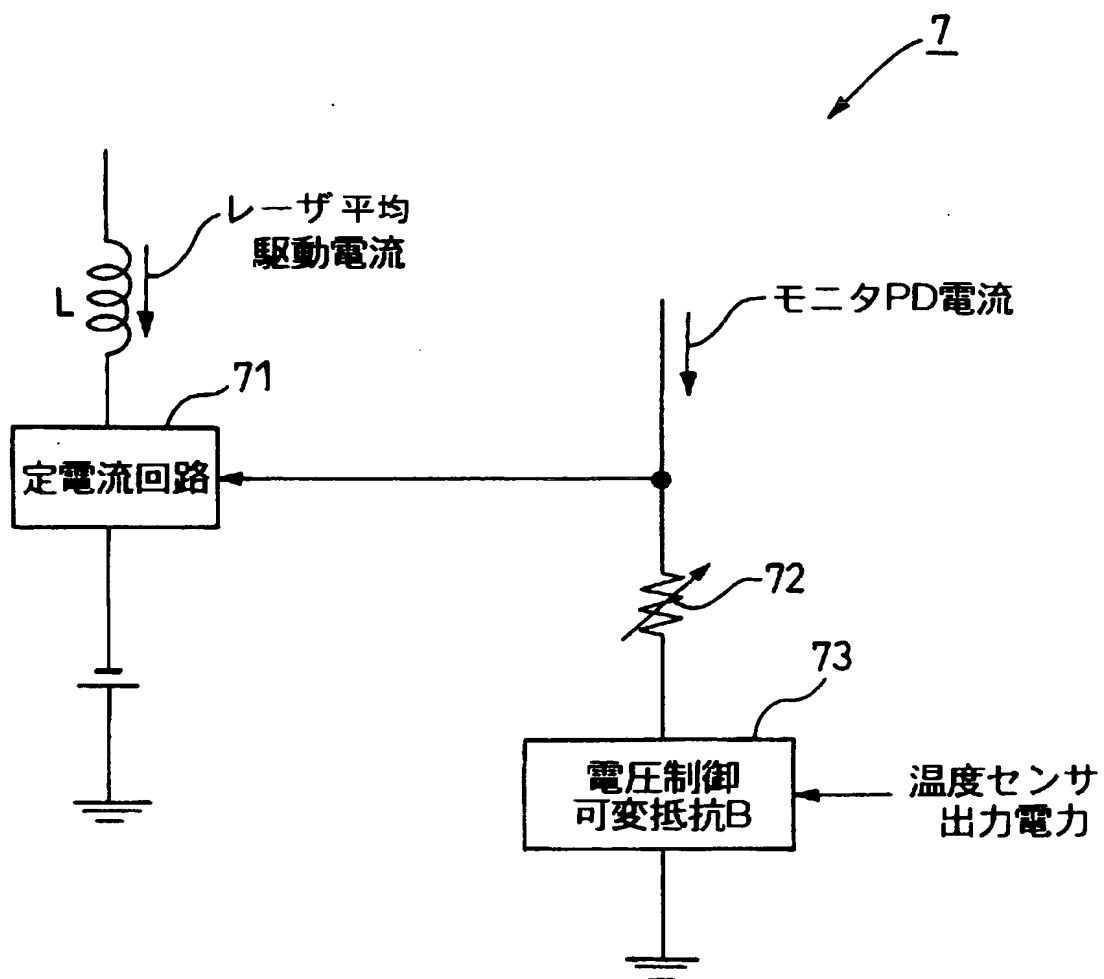 7
レーザ平均
駆動電流
L
モニタPD電流
71
定電流回路
72
73
電圧制御
可変抵抗B
温度センサ
出力電力